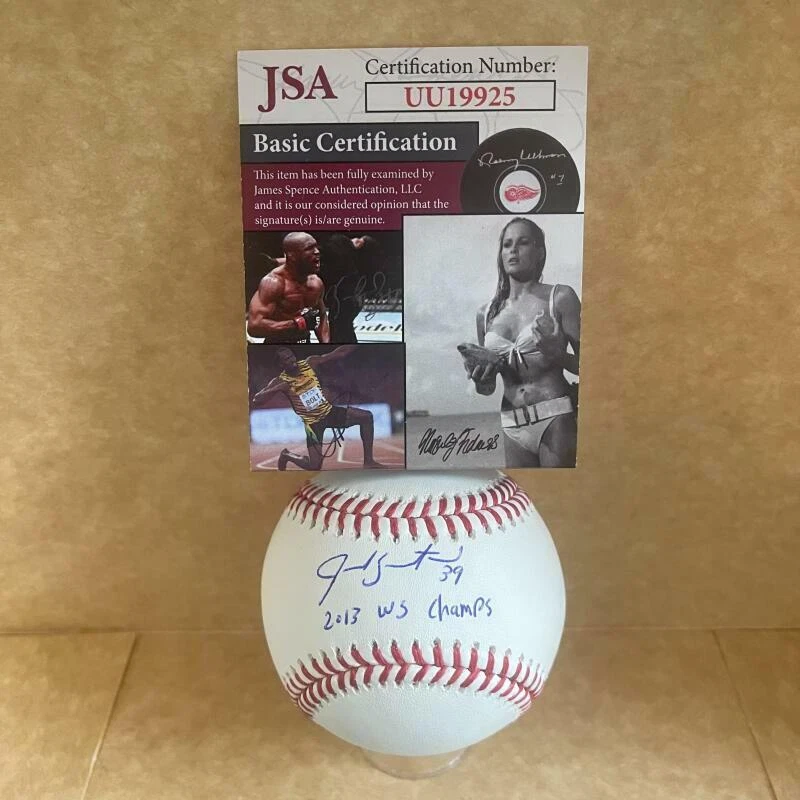 JSA
Certification Number:
UU19925
Basic Certification
This item has been fully examined by
James Spence Authentication, LLC
and it is our considered opinion that the
signature(s) is/are genuine.
BOLT
39
2013 WS Champs